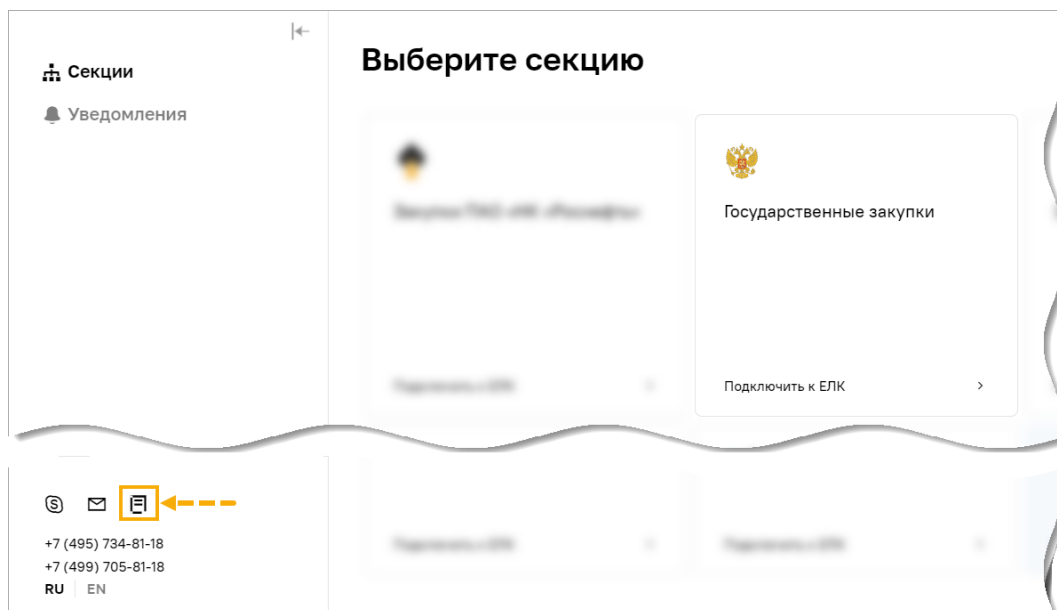 Секции
Уведомления
Выберите секцию
Государственные закупки
Подключить к ЕЛК
+7 (495) 734-81-18
+7 (499) 705-81-18
RU EN